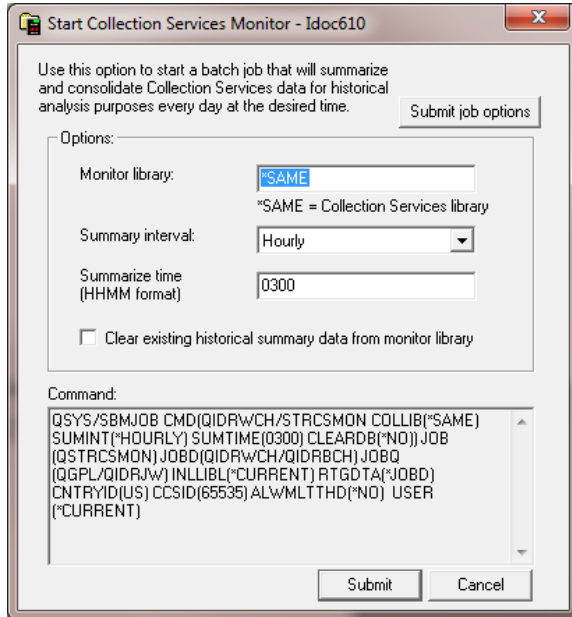 Start Collection Services Monitor - Idoc610
Use this option to start a batch job that will summarize
and consolidate Collection Services data for historical
analysis purposes every day at the desired time.
Submit job options
Options:
Monitor library:
*SAME
*SAME = Collection Services library
Summary interval:
Hourly
Summarize time
(HHMM format)
0300
Clear existing historical summary data from monitor library
Command:
QSYS/SBMJOB CMD(QIDRWCH/STRCSMON COLLIB(*SAME)
SUMINT(*HOURLY) SUMTIME(0300) CLEARDB(*NO)) JOB
(QSTRCSMON) JOBD(QIDRWCH/QIDRBCH) JOBQ
(QGPL/QIDRJW) INLLIBL(*CURRENT) RTGDTA(*JOBD)
CNTRYID(US) CCSID(65535) ALWMLTTHD(*NO)  USER
(*CURRENT)
Submit
Cancel